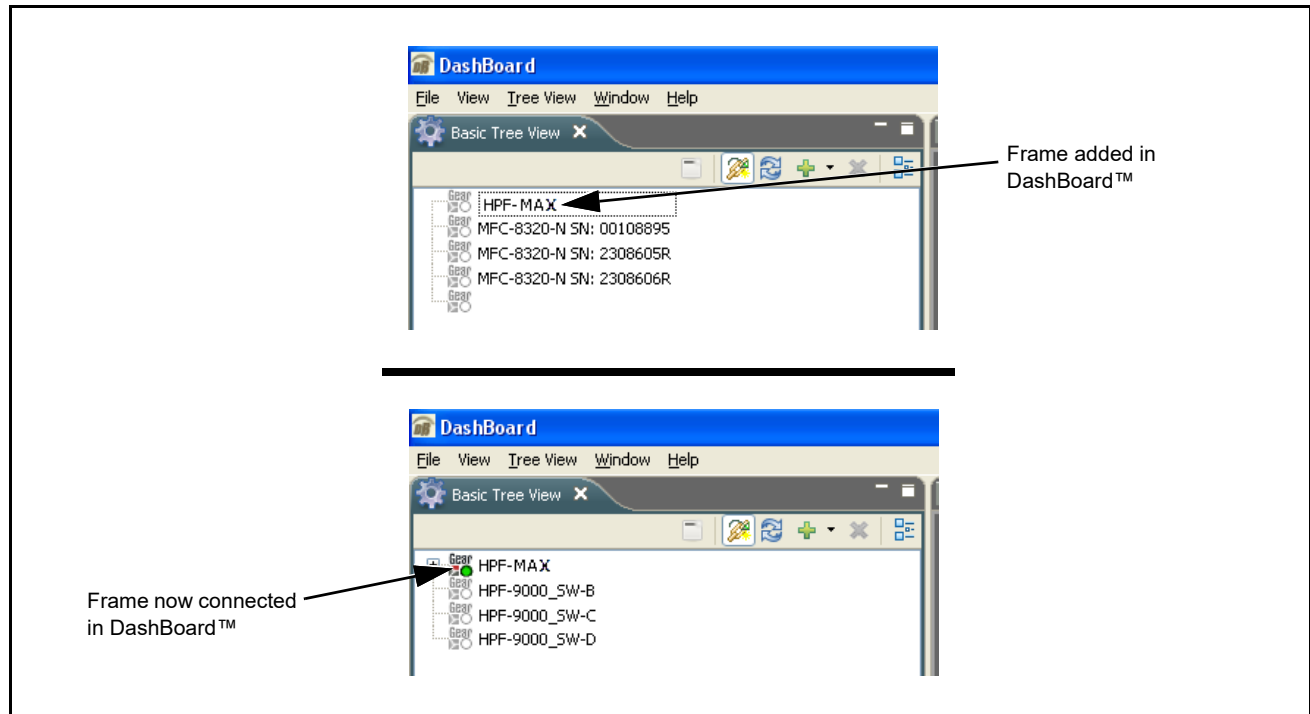 DashBoard
File View Tree View Window Help
Basic Tree View
Frame added in
DashBoard™
Gear HPF-MAX
Gear MFC-8320-N SN: 00108895
Gear MFC-8320-N SN: 2308605R
Gear MFC-8320-N SN: 2308606R
Gear
DashBoard
File View Tree View Window Help
Basic Tree View
Gear HPF-MAX
Gear HPF-9000_SW-B
Gear HPF-9000_SW-C
Gear HPF-9000_SW-D
Frame now connected
in DashBoard™